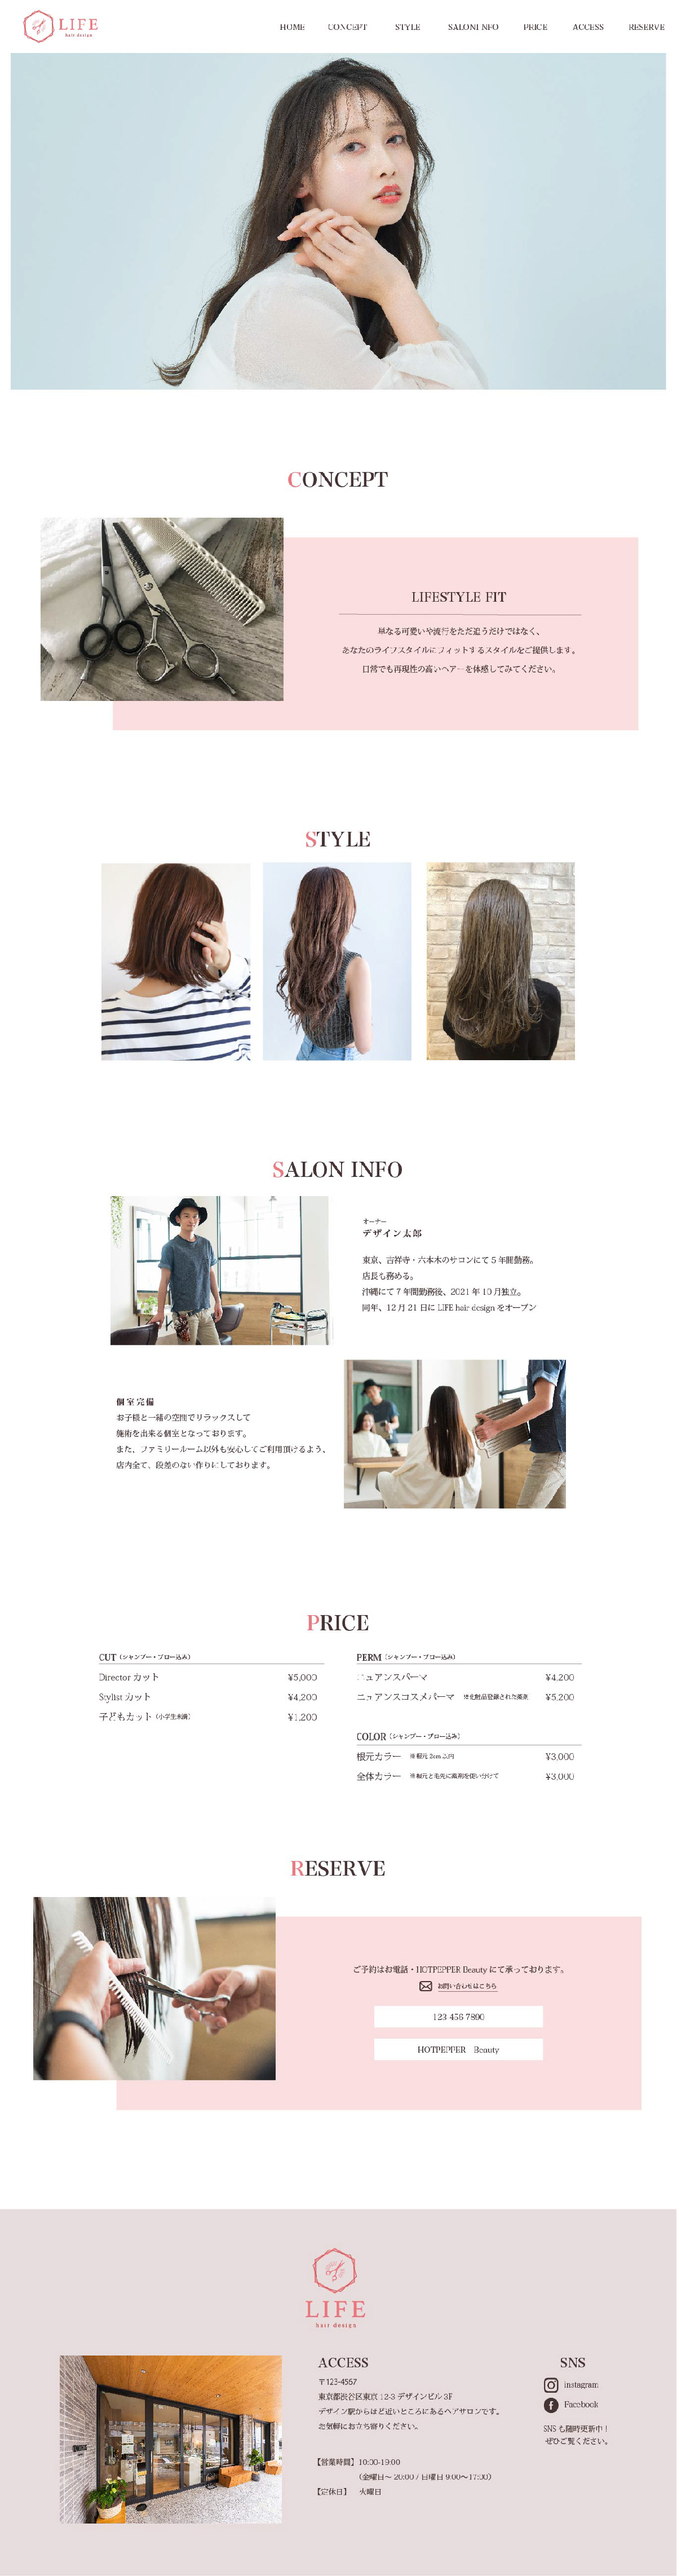 LIFE
hair design
HOME CONCEPT STYLE SALON INFO PRICE ACCESS RESERVE
CONCEPT
LIFESTYLE FIT
単なる可愛いや流行をただ追うだけではなく、
あなたのライフスタイルにフィットするスタイルをご提供します。
日常でも再現性の高いヘアーを体感してみてください。
STYLE
SALON INFO
オーナー
デザイン太郎
東京、吉祥寺・六本木のサロンにて5年間勤務。
店長も務める。
沖縄にて7年間勤務後、2021年10月独立。
同年、12月21日にLIFE hair designをオープン
個室完備
お子様と一緒の空間でリラックスして
施術を出来る個室となっております。
また、ファミリールーム以外も安心してご利用頂けるよう、
店内全て、段差のない作りにしております。
PRICE
CUT（シャンプー・ブロー込み）
Director カット ¥5,000
Stylist カット ¥4,200
子どもカット（小学生未満） ¥1,200
PERM（シャンプー・ブロー込み）
ニュアンスパーマ ¥4,200
ニュアンスコスメパーマ ※化粧品登録された薬剤 ¥5,200
COLOR（シャンプー・ブロー込み）
根元カラー ※根元2cm以内 ¥3,000
全体カラー ※根元と毛先に薬剤を使い分けて ¥3,000
RESERVE
ご予約はお電話・HOTPEPPER Beautyにて承っております。
お問い合わせはこちら
123 456 7890
HOTPEPPER Beauty
LIFE
hair design
ACCESS
〒123-4567
東京都渋谷区東京 12-3 デザインビル 3F
デザイン駅からほど近いところにあるヘアサロンです。
お気軽にお立ち寄りください。
【営業時間】10:00-19:00
（金曜日～20:00 / 日曜日 9:00～17:00）
【定休日】 火曜日
SNS
instagram
Facebook
SNSも随時更新中！
ぜひご覧ください。